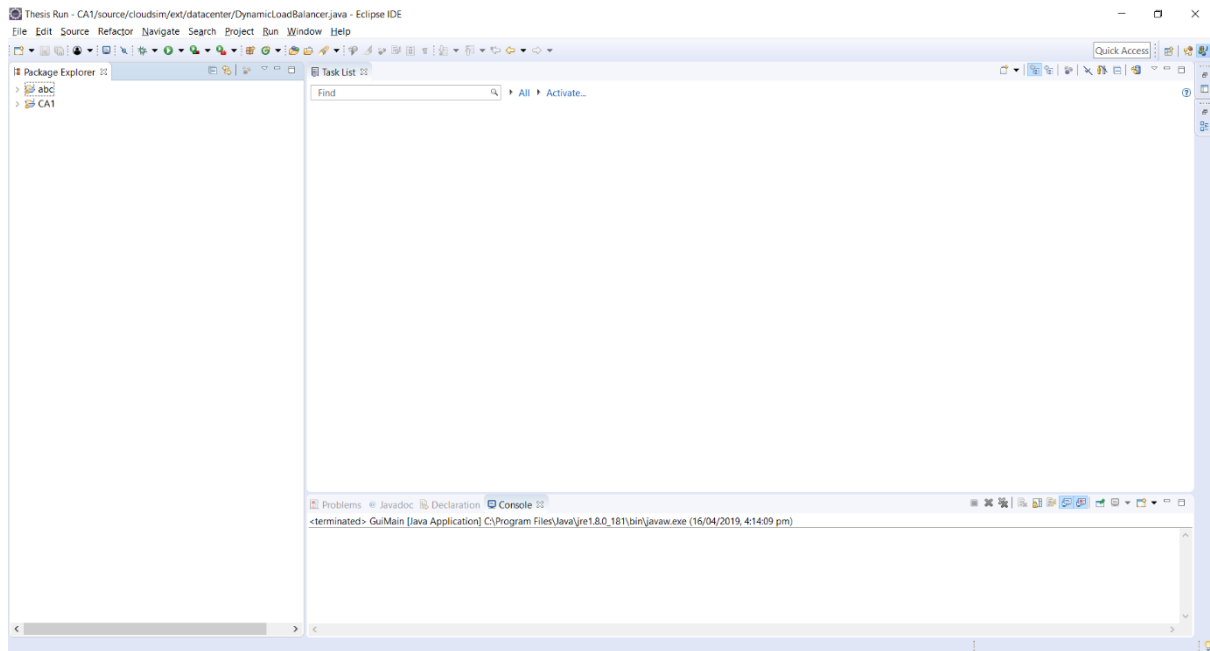 Thesis Run - CA1/source/cloudsim/ext/datacenter/DynamicLoadBalancer.java - Eclipse IDE
File Edit Source Refactor Navigate Search Project Run Window Help
Quick Access
Package Explorer
Task List
abc
CA1
Find
All
Activate...
Problems Javadoc Declaration Console
<terminated> GuiMain [Java Application] C:\Program Files\Java\jre1.8.0_181\bin\javaw.exe (16/04/2019, 4:14:09 pm)